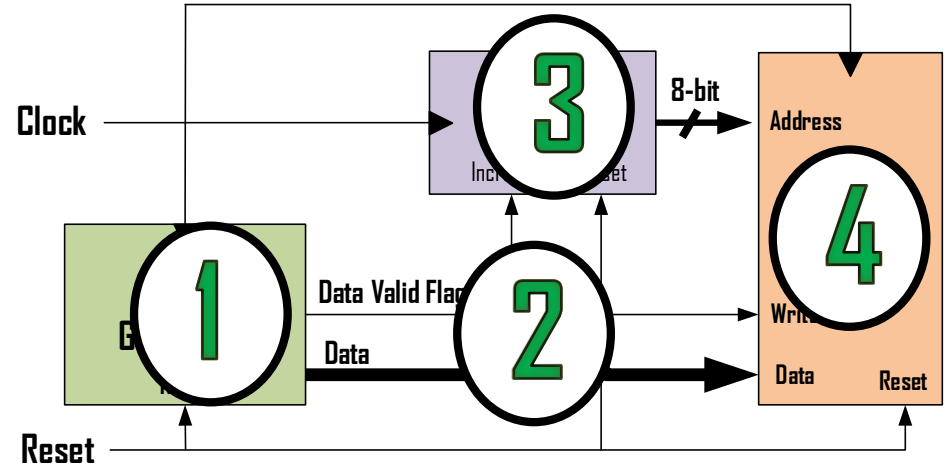 3
8-bit
Clock
Address
4
1
Data Valid Flag
2
Data
Data
Reset
Reset